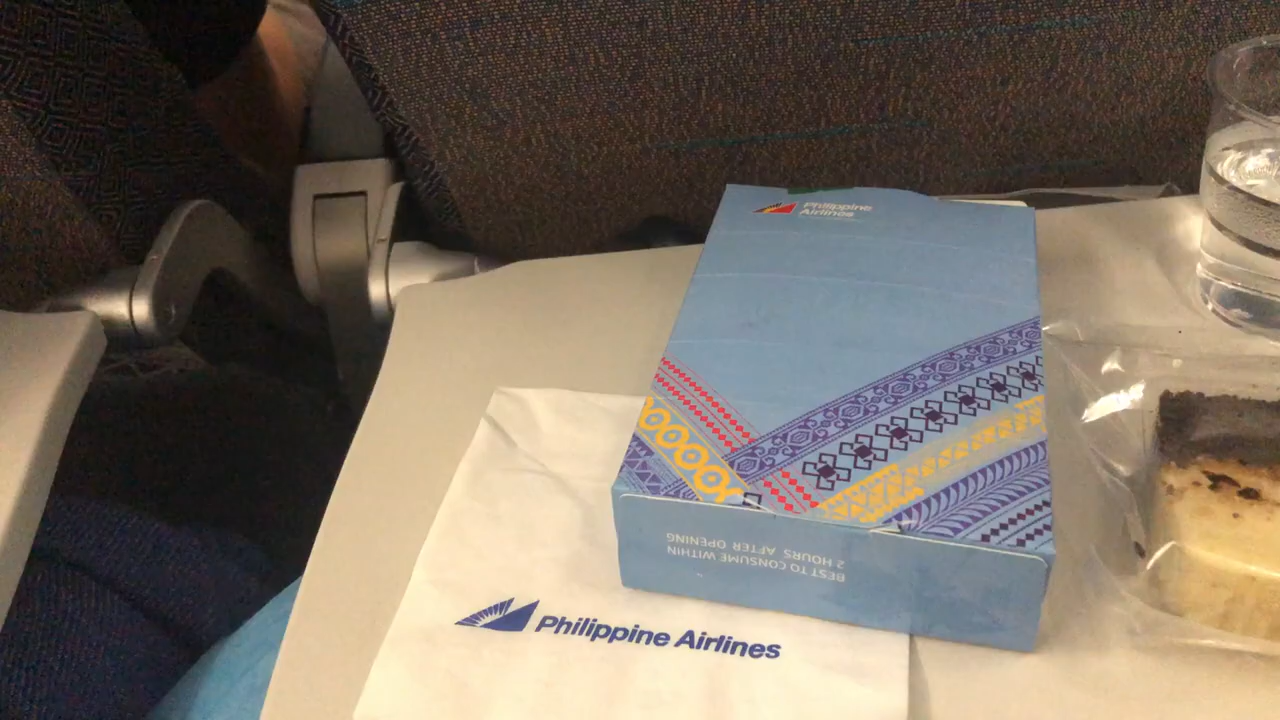 Philippine
Airlines
BEST TO CONSUME WITHIN
2 HOURS AFTER OPENING
Philippine Airlines